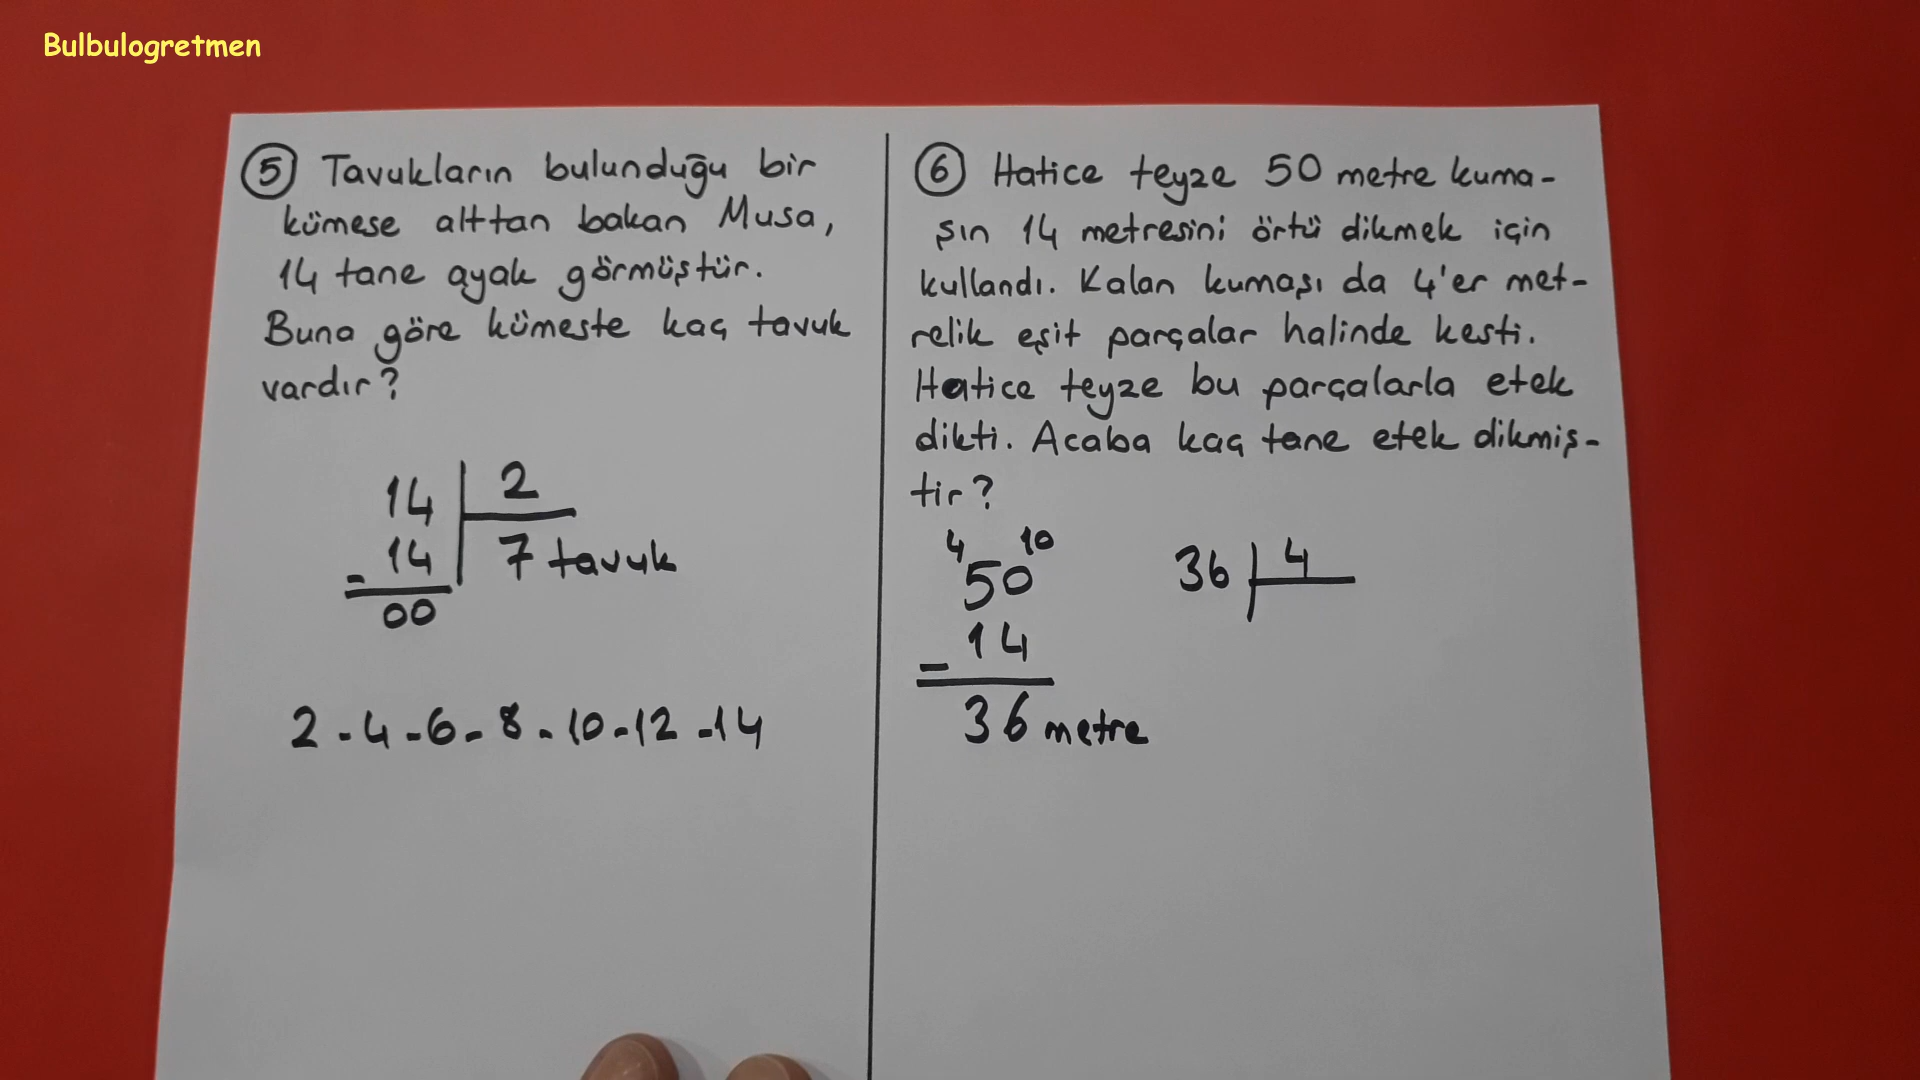 Bulbulogretmen
5 Tavukların bulunduğu bir
kümese alttan bakan Musa,
14 tane ayak görmüştür.
Buna göre kümeste kaç tavuk
vardır?
14 2
- 14 7 tavuk
00
2 - 4 - 6 - 8 - 10 - 12 - 14
6 Hatice teyze 50 metre kuma-
şın 14 metresini örtü dikmek için
kullandı. Kalan kumaşı da 4'er met-
relik eşit parçalar halinde kesti.
Hatice teyze bu parçalarla etek
dikti. Acaba kaç tane etek dikmiş-
tir?
4 10
50
- 14
36 metre
36 4